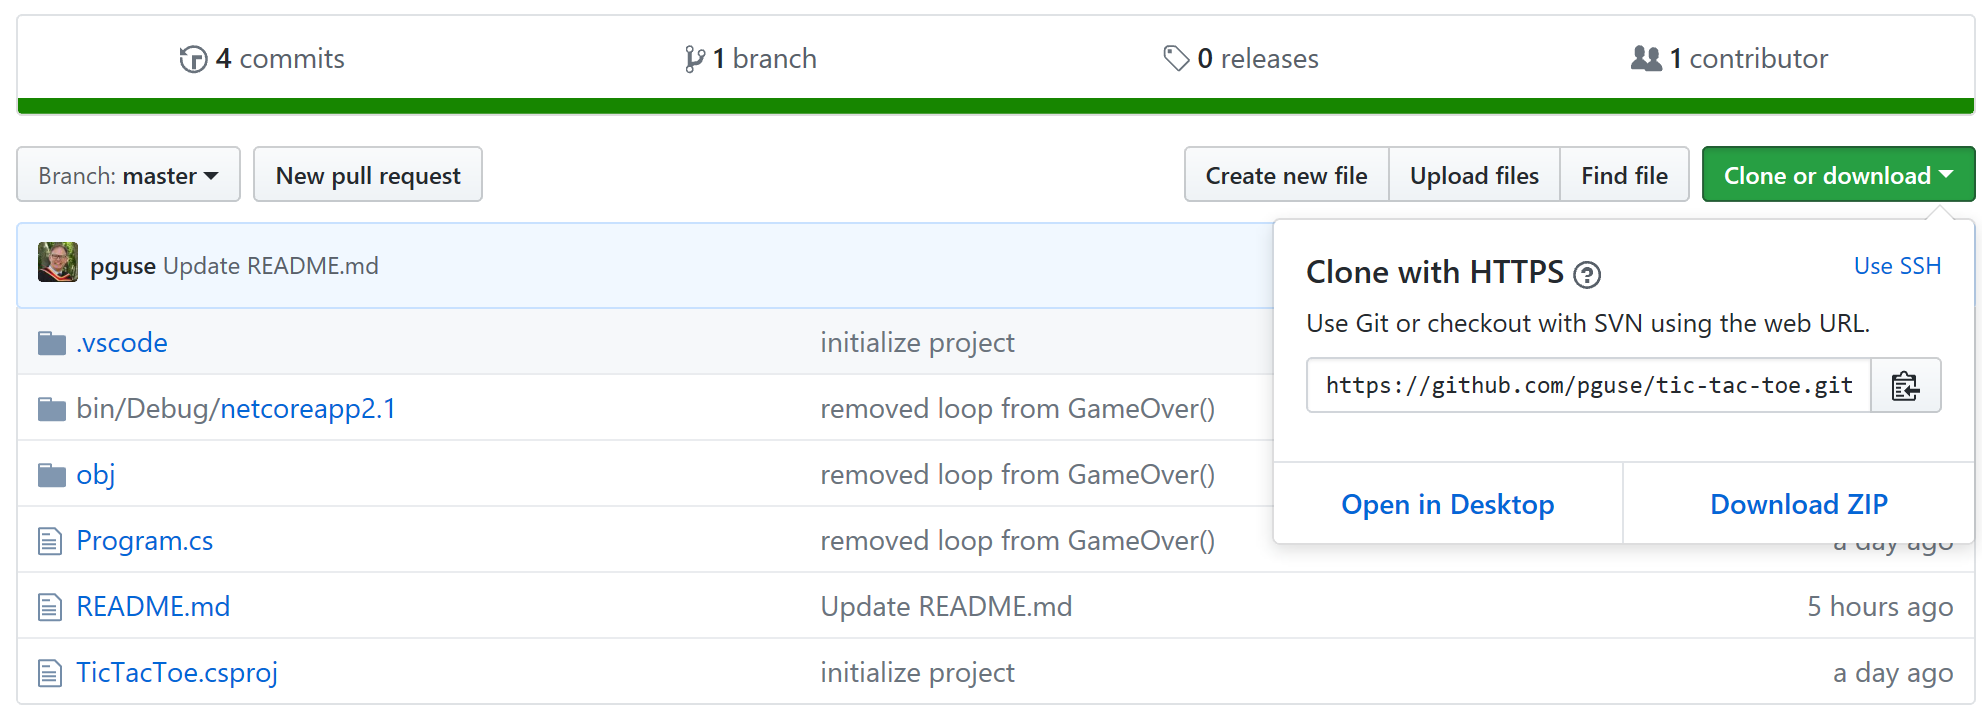 4 commits 1 branch 0 releases 1 contributor
Branch: master New pull request Create new file Upload files Find file Clone or download
pguse Update README.md
Clone with HTTPS ? Use SSH
Use Git or checkout with SVN using the web URL.
https://github.com/pguse/tic-tac-toe.git
Open in Desktop Download ZIP
.vscode initialize project
bin/Debug/netcoreapp2.1 removed loop from GameOver()
obj removed loop from GameOver()
Program.cs removed loop from GameOver() a day ago
README.md Update README.md 5 hours ago
TicTacToe.csproj initialize project a day ago